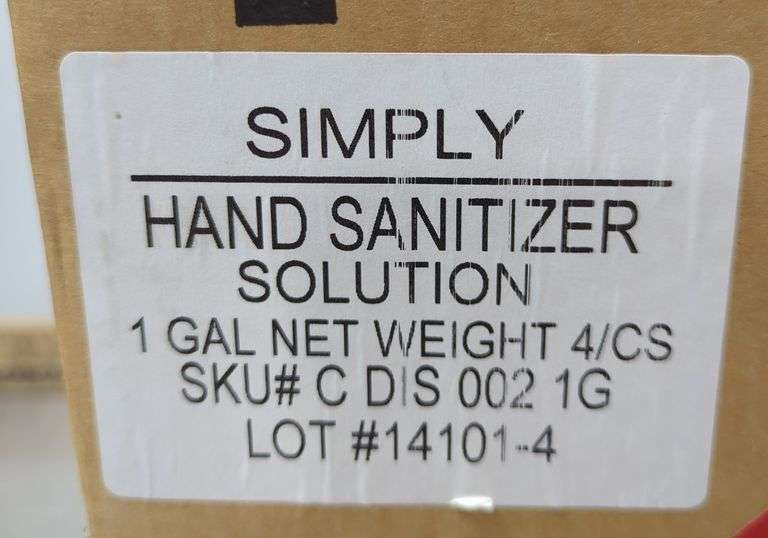 SIMPLY
HAND SANITIZER
SOLUTION
1 GAL NET WEIGHT 4/CS
SKU# C DIS 002 1G
LOT #14101-4